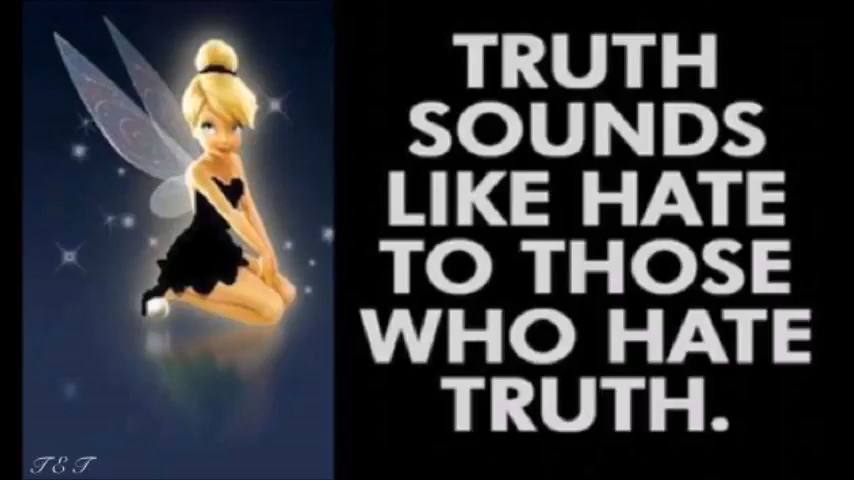 TRUTH
SOUNDS
LIKE HATE
TO THOSE
WHO HATE
TRUTH.
T&T